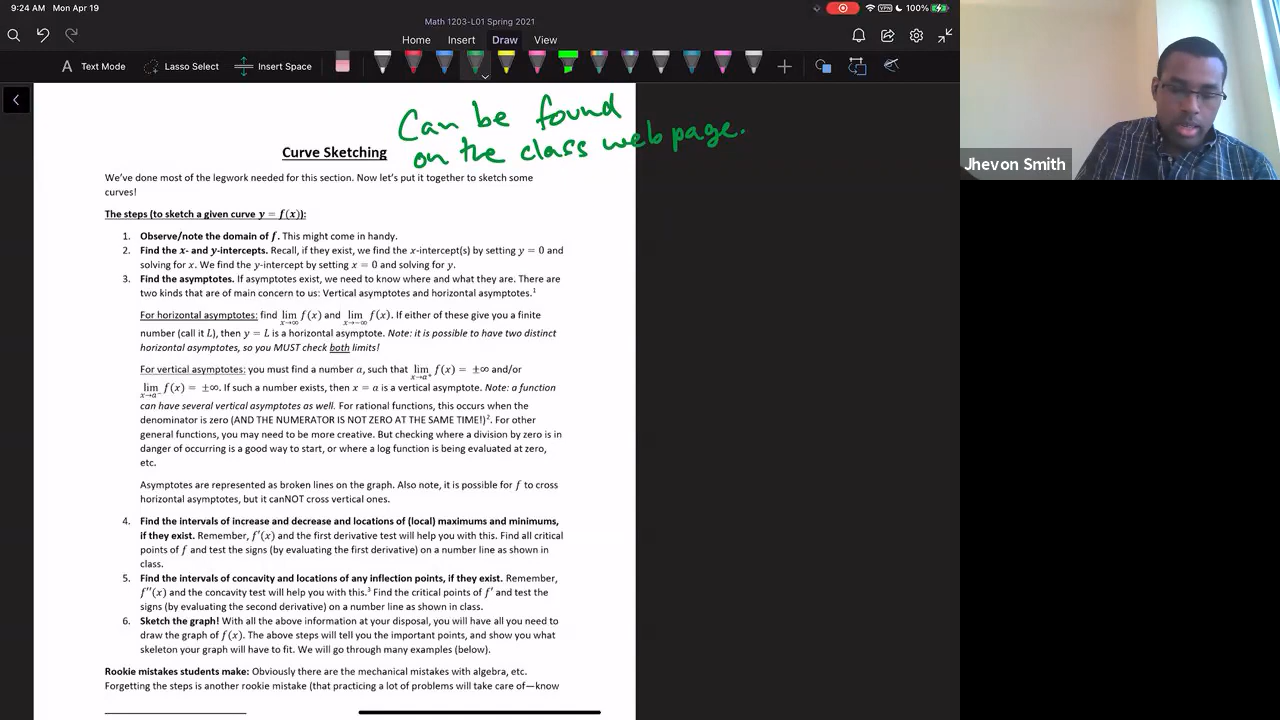 9:24 AM Mon Apr 19
100%
Math 1203-L01 Spring 2021
Home Insert Draw View
Text Mode Lasso Select Insert Space
Can be found
on the class web page.
Curve Sketching
Jhevon Smith
We've done most of the legwork needed for this section. Now let's put it together to sketch some
curves!
The steps (to sketch a given curve y = f(x)):
1. Observe/note the domain of f. This might come in handy.
2. Find the x- and y-intercepts. Recall, if they exist, we find the x-intercept(s) by setting y = 0 and
solving for x. We find the y-intercept by setting x = 0 and solving for y.
3. Find the asymptotes. If asymptotes exist, we need to know where and what they are. There are
two kinds that are of main concern to us: Vertical asymptotes and horizontal asymptotes.¹
For horizontal asymptotes: find lim x→∞ f(x) and lim x→−∞ f(x). If either of these give you a finite
number (call it L), then y = L is a horizontal asymptote. Note: it is possible to have two distinct
horizontal asymptotes, so you MUST check both limits!
For vertical asymptotes: you must find a number a, such that lim x→a⁺ f(x) = ±∞ and/or
lim x→a⁻ f(x) = ±∞. If such a number exists, then x = a is a vertical asymptote. Note: a function
can have several vertical asymptotes as well. For rational functions, this occurs when the
denominator is zero (AND THE NUMERATOR IS NOT ZERO AT THE SAME TIME!)². For other
general functions, you may need to be more creative. But checking where a division by zero is in
danger of occurring is a good way to start, or where a log function is being evaluated at zero,
etc.
Asymptotes are represented as broken lines on the graph. Also note, it is possible for f to cross
horizontal asymptotes, but it canNOT cross vertical ones.
4. Find the intervals of increase and decrease and locations of (local) maximums and minimums,
if they exist. Remember, f′(x) and the first derivative test will help you with this. Find all critical
points of f and test the signs (by evaluating the first derivative) on a number line as shown in
class.
5. Find the intervals of concavity and locations of any inflection points, if they exist. Remember,
f′′(x) and the concavity test will help you with this.³ Find the critical points of f′ and test the
signs (by evaluating the second derivative) on a number line as shown in class.
6. Sketch the graph! With all the above information at your disposal, you will have all you need to
draw the graph of f(x). The above steps will tell you the important points, and show you what
skeleton your graph will have to fit. We will go through many examples (below).
Rookie mistakes students make: Obviously there are the mechanical mistakes with algebra, etc.
Forgetting the steps is another rookie mistake (that practicing a lot of problems will take care of—know